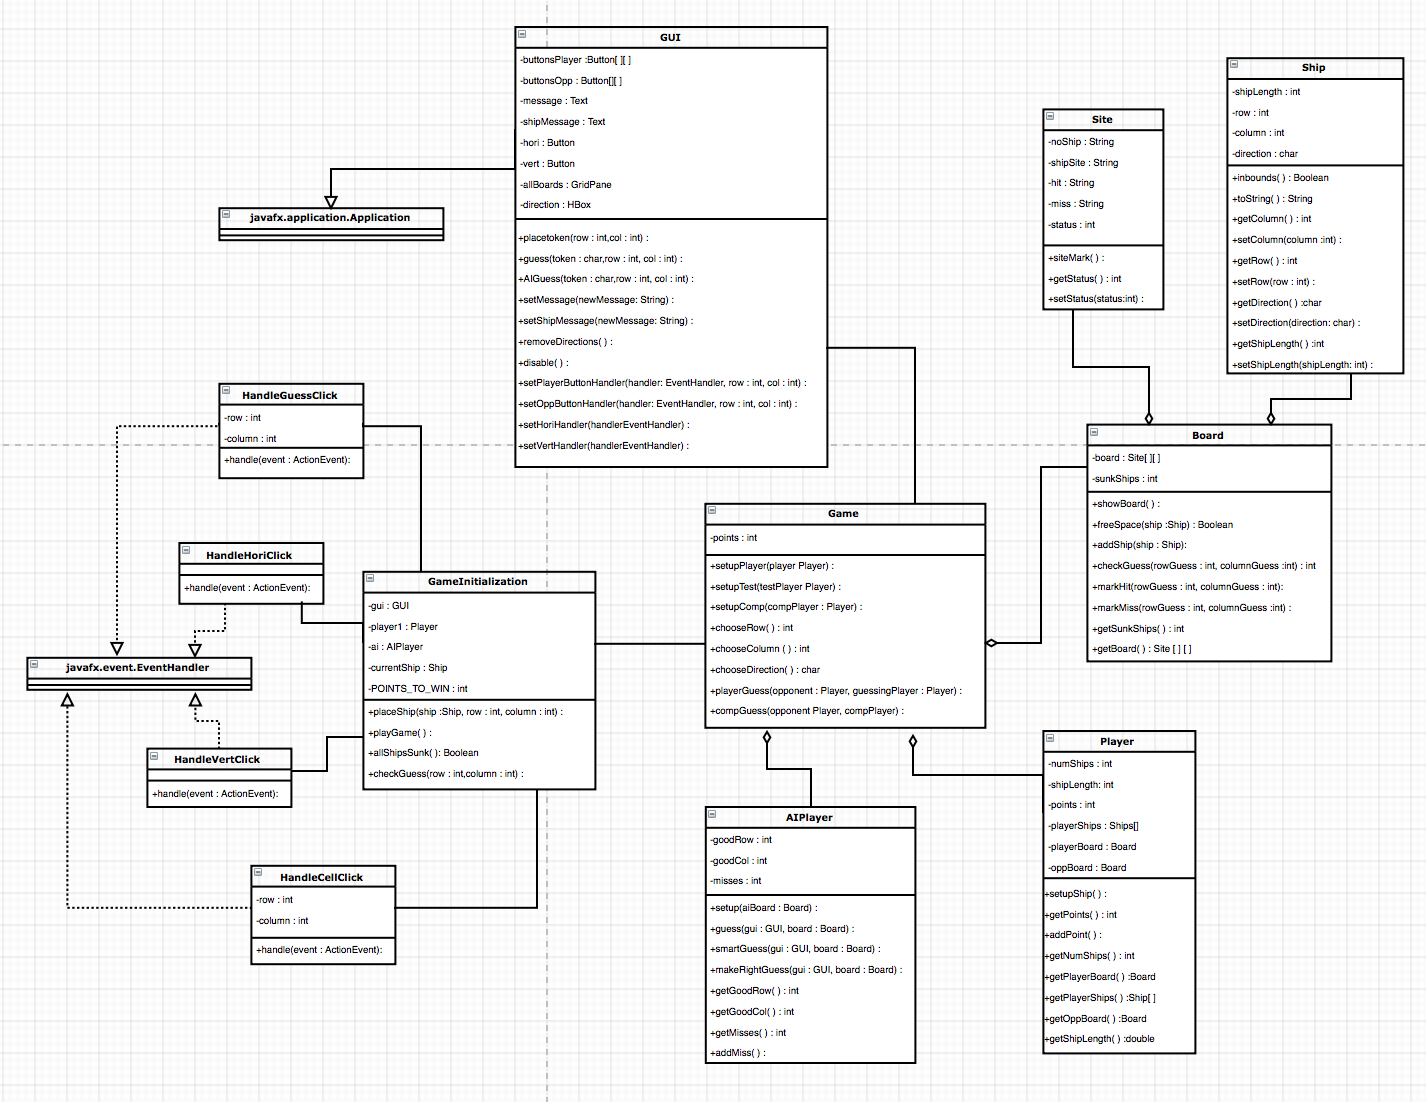 GUI
-buttonsPlayer :Button[ ][ ]
-buttonsOpp : Button[][ ]
-message : Text
-shipMessage : Text
-hori : Button
-vert : Button
-allBoards : GridPane
-direction : HBox
+placetoken(row : int,col : int) :
+guess(token : char,row : int, col : int) :
+AIGuess(token : char,row : int, col : int) :
+setMessage(newMessage: String) :
+setShipMessage(newMessage: String) :
+removeDirections( ) :
+disable( ) :
+setPlayerButtonHandler(handler: EventHandler, row : int, col : int) :
+setOppButtonHandler(handler: EventHandler, row : int, col : int) :
+setHoriHandler(handlerEventHandler) :
+setVertHandler(handlerEventHandler) :
javafx.application.Application
Site
-noShip : String
-shipSite : String
-hit : String
-miss : String
-status : int
+siteMark( ) :
+getStatus( ) : int
+setStatus(status:int) :
Ship
-shipLength : int
-row : int
-column : int
-direction : char
+inbounds( ) : Boolean
+toString( ) : String
+getColumn( ) : int
+setColumn(column :int) :
+getRow( ) : int
+setRow(row : int) :
+getDirection( ) :char
+setDirection(direction: char) :
+getShipLength( ) :int
+setShipLength(shipLength: int) :
HandleGuessClick
-row : int
-column : int
+handle(event : ActionEvent):
Board
-board : Site[ ][ ]
-sunkShips : int
+showBoard( ) :
+freeSpace(ship :Ship) : Boolean
+addShip(ship : Ship):
+checkGuess(rowGuess : int, columnGuess :int) : int
+markHit(rowGuess : int, columnGuess : int):
+markMiss(rowGuess : int, columnGuess :int) :
+getSunkShips( ) : int
+getBoard( ) : Site [ ] [ ]
HandleHoriClick
+handle(event : ActionEvent):
Game
-points : int
+setupPlayer(player Player) :
+setupTest(testPlayer Player) :
+setupComp(compPlayer : Player) :
+chooseRow( ) : int
+chooseColumn ( ) : int
+chooseDirection( ) : char
+playerGuess(opponent : Player, guessingPlayer : Player) :
+compGuess(opponent Player, compPlayer) :
GameInitialization
-gui : GUI
-player1 : Player
-ai : AIPlayer
-currentShip : Ship
-POINTS_TO_WIN : int
+placeShip(ship :Ship, row : int, column : int) :
+playGame( ) :
+allShipsSunk( ): Boolean
+checkGuess(row : int,column : int) :
javafx.event.EventHandler
HandleVertClick
+handle(event : ActionEvent):
Player
-numShips : int
-shipLength: int
-points : int
-playerShips : Ships[]
-playerBoard : Board
-oppBoard : Board
+setupShip( ) :
+getPoints( ) : int
+addPoint( ) :
+getNumShips( ) : int
+getPlayerBoard( ) :Board
+getPlayerShips( ) :Ship[ ]
+getOppBoard( ) :Board
+getShipLength( ) :double
AIPlayer
-goodRow : int
-goodCol : int
-misses : int
+setup(aiBoard : Board) :
+guess(gui : GUI, board : Board) :
+smartGuess(gui : GUI, board : Board) :
+makeRightGuess(gui : GUI, board : Board) :
+getGoodRow( ) : int
+getGoodCol( ) : int
+getMisses( ) : int
+addMiss( ) :
HandleCellClick
-row : int
-column : int
+handle(event : ActionEvent):